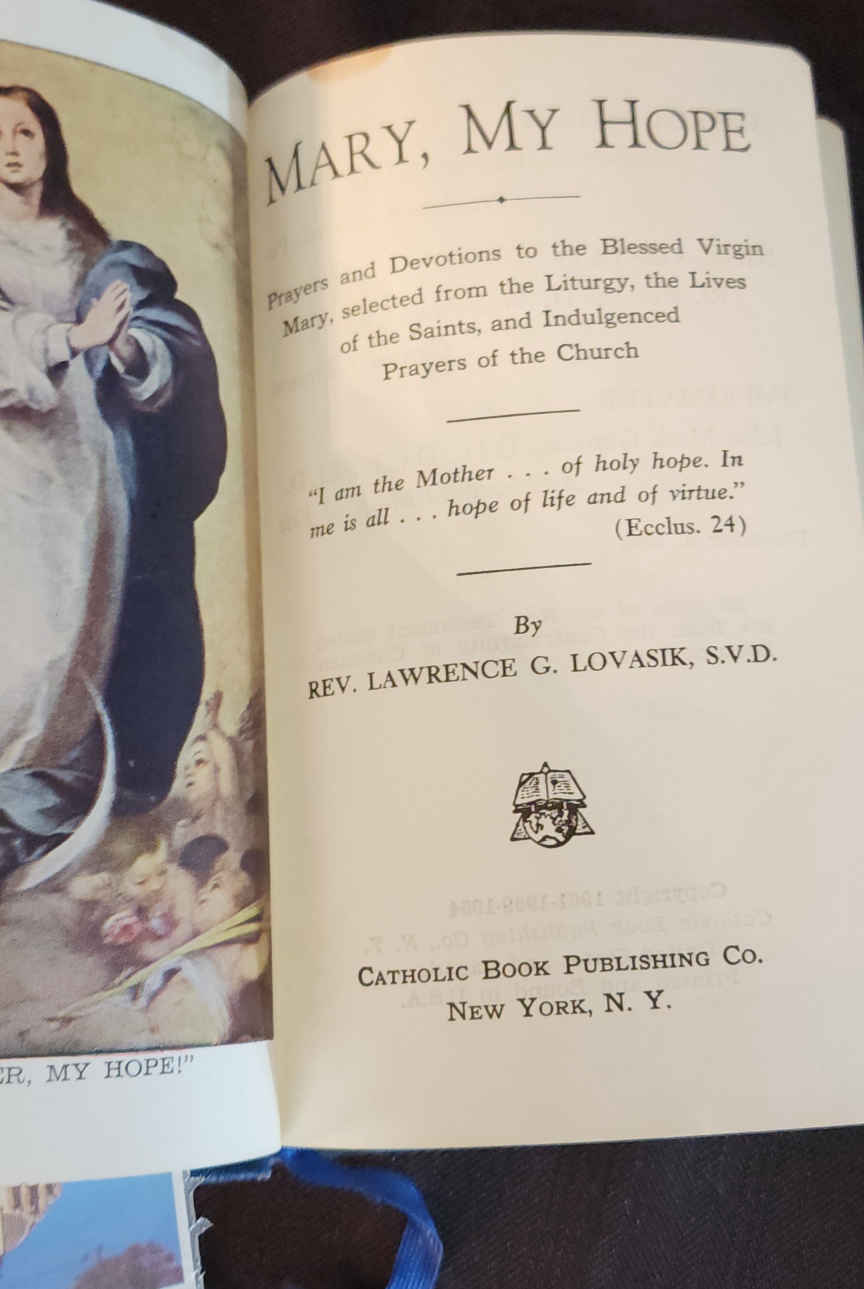 MARY, MY HOPE
Prayers and Devotions to the Blessed Virgin
Mary, selected from the Liturgy, the Lives
of the Saints, and Indulgenced
Prayers of the Church
“I am the Mother . . . of holy hope. In
me is all . . . hope of life and of virtue.”
(Ecclus. 24)
By
REV. LAWRENCE G. LOVASIK, S.V.D.
CATHOLIC BOOK PUBLISHING CO.
NEW YORK, N. Y.
ER, MY HOPE!”